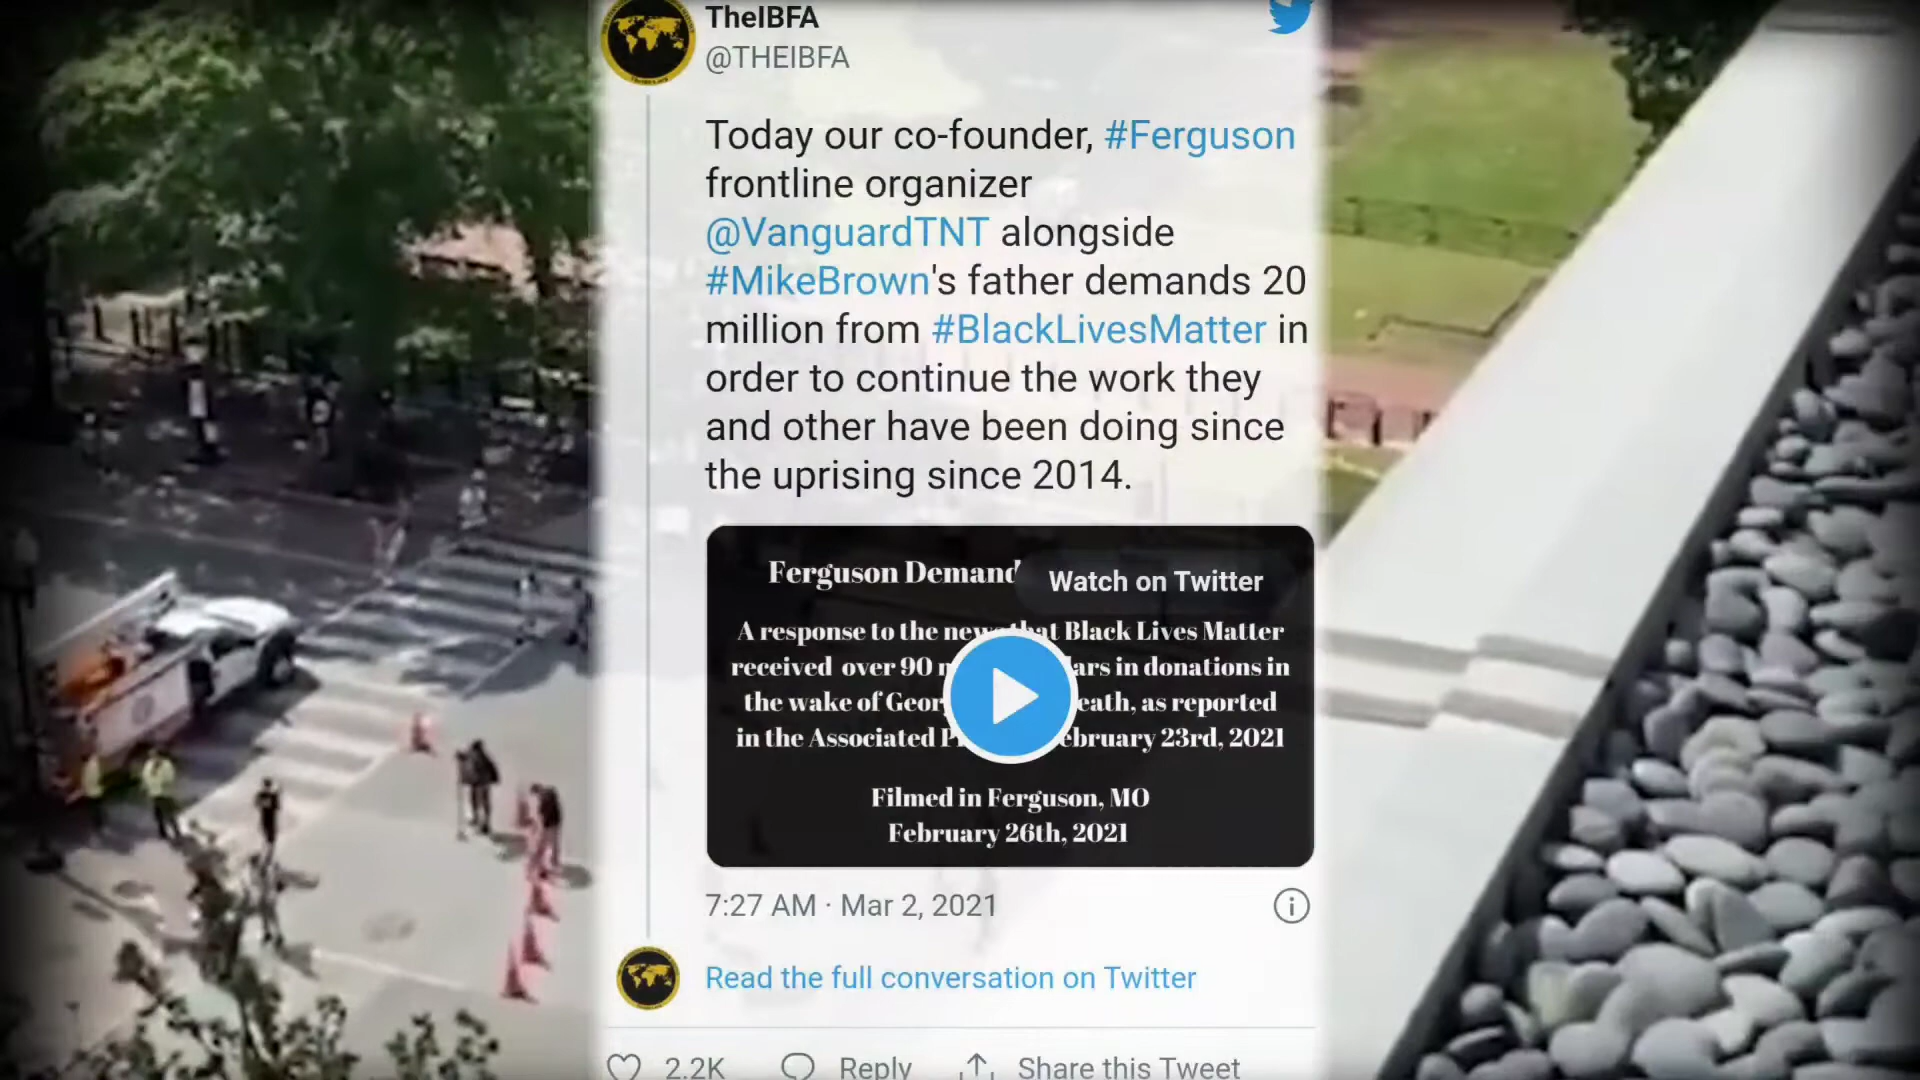 TheIBFA
@THEIBFA
Today our co-founder, #Ferguson
frontline organizer
@VanguardTNT alongside
#MikeBrown's father demands 20
million from #BlackLivesMatter in
order to continue the work they
and other have been doing since
the uprising since 2014.
Ferguson Demand
Watch on Twitter
A response to the news that Black Lives Matter
received over 90 in donations in
the wake of as reported
in the Associated 23rd, 2021
Filmed in Ferguson, MO
February 26th, 2021
7:27 AM · Mar 2, 2021
Read the full conversation on Twitter
2.2K Reply Share this Tweet